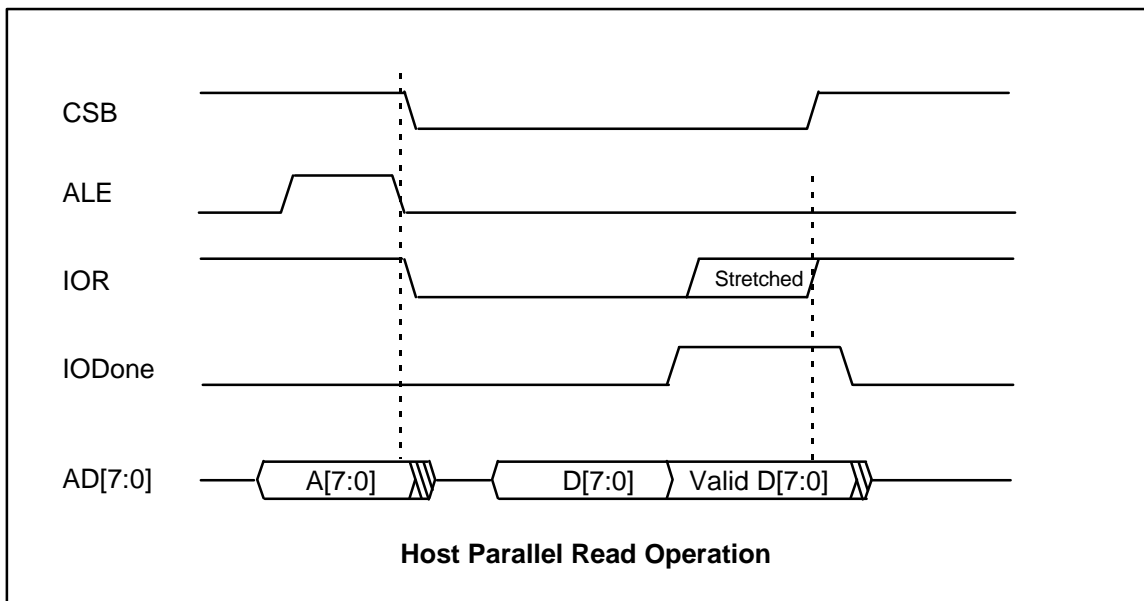 CSB
ALE
IOR
Stretched
IODone
AD[7:0]
A[7:0]
D[7:0]
Valid D[7:0]
Host Parallel Read Operation